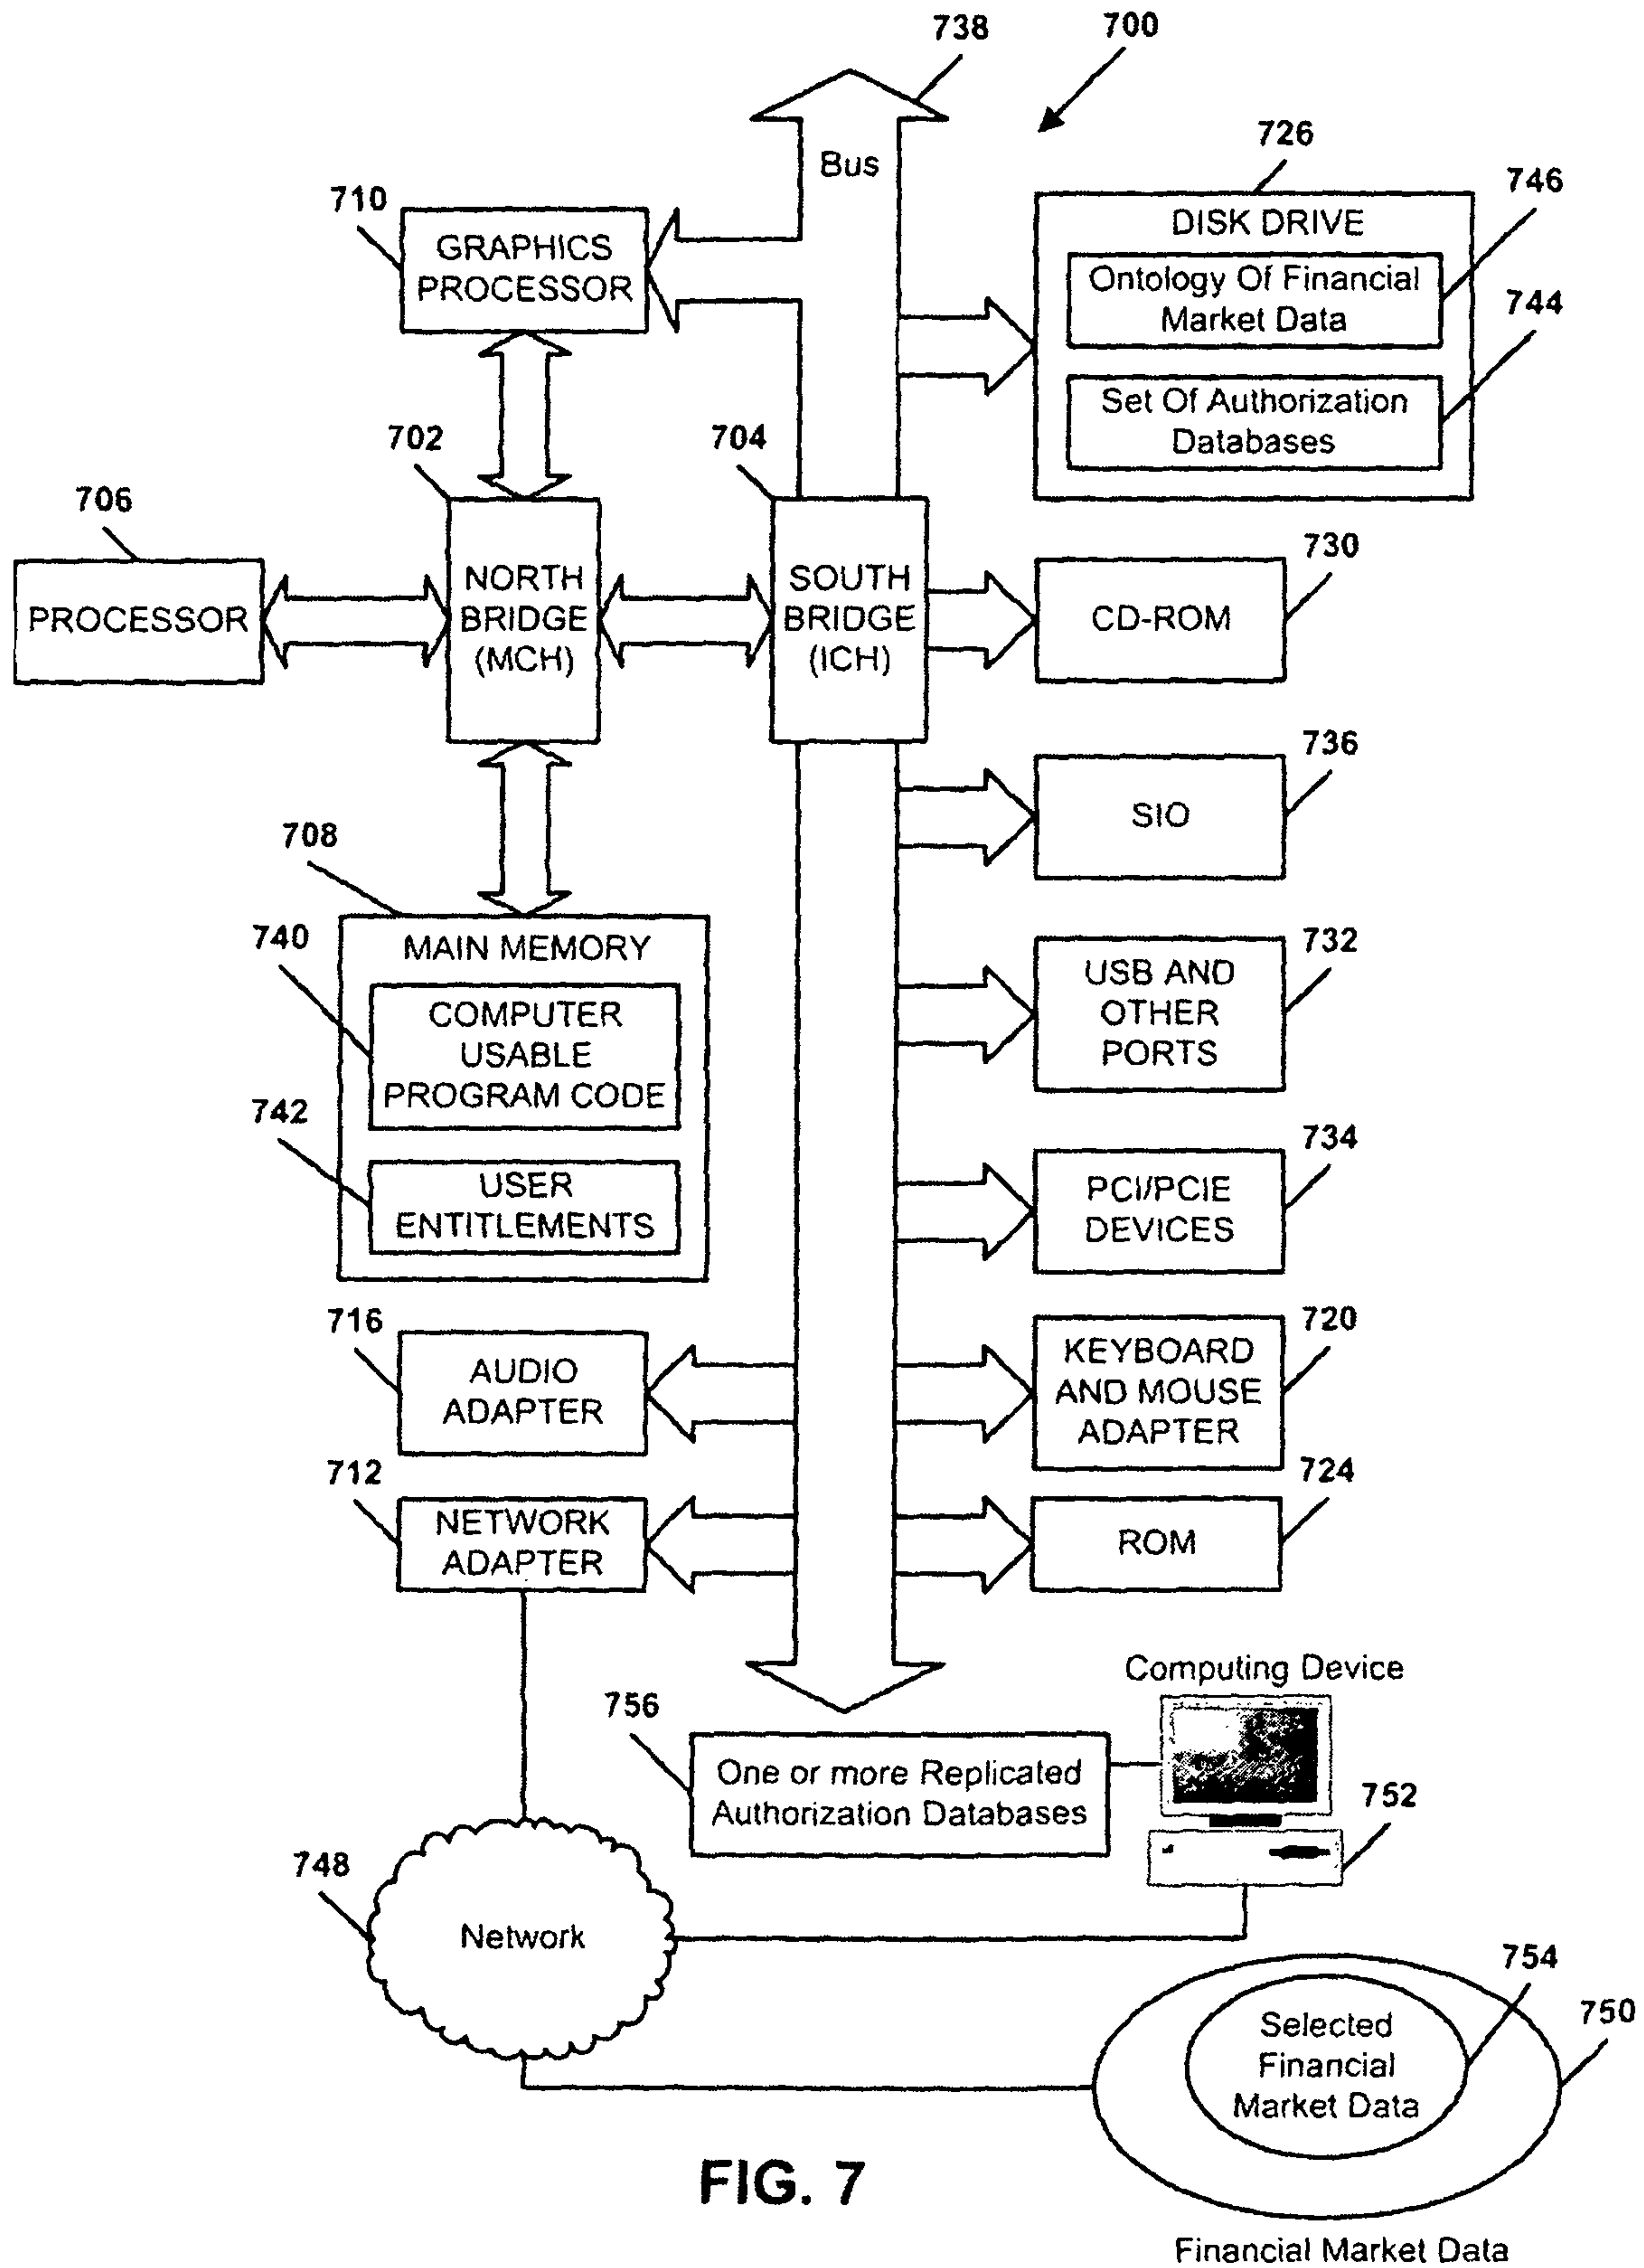 738
700
Bus
726
746
710
DISK DRIVE
GRAPHICS
PROCESSOR
Ontology Of Financial
Market Data
744
Set Of Authorization
Databases
702
704
706
730
PROCESSOR
NORTH
BRIDGE
(MCH)
SOUTH
BRIDGE
(ICH)
CD-ROM
736
SIO
708
740
MAIN MEMORY
COMPUTER
USABLE
PROGRAM CODE
732
USB AND
OTHER
PORTS
742
USER
ENTITLEMENTS
734
PCI/PCIE
DEVICES
716
AUDIO
ADAPTER
720
KEYBOARD
AND MOUSE
ADAPTER
712
NETWORK
ADAPTER
724
ROM
Computing Device
756
One or more Replicated
Authorization Databases
752
748
Network
754
750
Selected
Financial
Market Data
FIG. 7
Financial Market Data